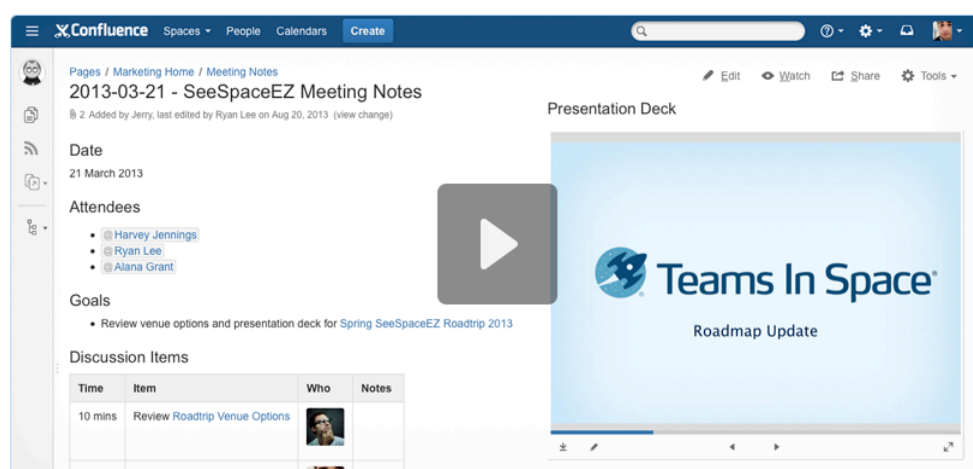 Confluence Spaces People Calendars Create
Pages / Marketing Home / Meeting Notes
Edit Watch Share Tools
2013-03-21 - SeeSpaceEZ Meeting Notes
2 Added by Jerry, last edited by Ryan Lee on Aug 20, 2013 (view change)
Presentation Deck
Date
21 March 2013
Attendees
@Harvey Jennings
@Ryan Lee
@Alana Grant
Teams In Space
Roadmap Update
Goals
Review venue options and presentation deck for Spring SeeSpaceEZ Roadtrip 2013
Discussion Items
Time Item Who Notes
10 mins Review Roadtrip Venue Options